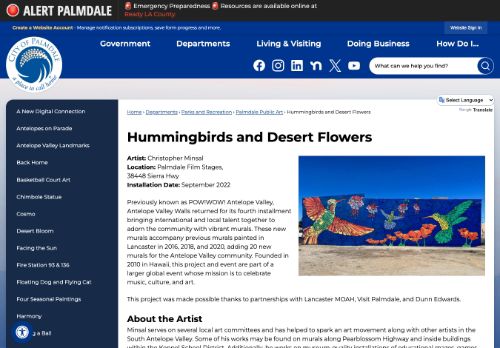 ALERT PALMDALE
Emergency Preparedness Resources are available online at
Ready LA County.
Create a Website Account - Manage notification subscriptions, save form progress and more.
Website Sign In
CITY OF PALMDALE
a place to call home
Government
Departments
Living & Visiting
Doing Business
How Do I...
What can we help you find?
Select Language
Google Translate
A New Digital Connection
Antelopes on Parade
Antelope Valley Landmarks
Back Home
Basketball Court Art
Chimbole Statue
Cosmo
Desert Bloom
Facing the Sun
Fire Station 93 & 136
Floating Dog and Flying Cat
Four Seasonal Paintings
Harmony
g a Ball
Home › Departments › Parks and Recreation › Palmdale Public Art › Hummingbirds and Desert Flowers
Hummingbirds and Desert Flowers
Artist: Christopher Minsal
Location: Palmdale Film Stages,
38448 Sierra Hwy
Installation Date: September 2022
Previously known as POW!WOW! Antelope Valley,
Antelope Valley Walls returned for its fourth installment
bringing international and local talent together to
adorn the community with vibrant murals. These new
murals accompany previous murals painted in
Lancaster in 2016, 2018, and 2020, adding 20 new
murals for the Antelope Valley community. Founded in
2010 in Hawaii, this project and event are part of a
larger global event whose mission is to celebrate
music, culture, and art.
This project was made possible thanks to partnerships with Lancaster MOAH, Visit Palmdale, and Dunn Edwards.
About the Artist
Minsal serves on several local art committees and has helped to spark an art movement along with other artists in the
South Antelope Valley. Some of his works may be found on murals along Pearblossom Highway and inside buildings